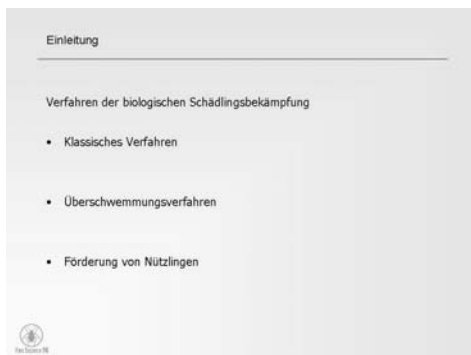 Einleitung
Verfahren der biologischen Schädlingsbekämpfung
• Klassisches Verfahren
• Überschwemmungsverfahren
• Förderung von Nützlingen